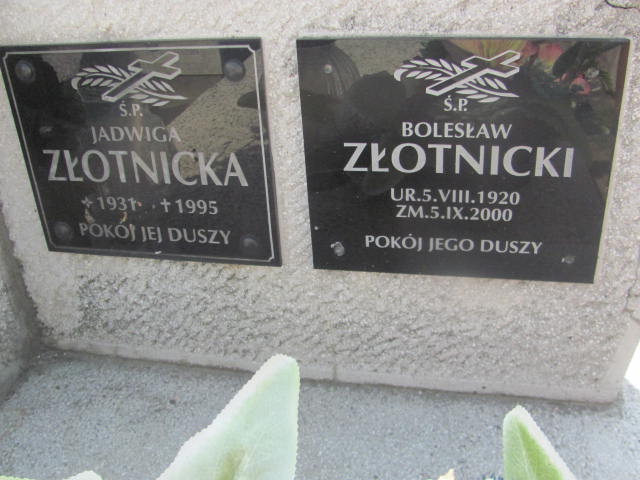 Ś.P.
JADWIGA
ZŁOTNICKA
+1931 +1995
POKÓJ JEJ DUSZY
Ś.P.
BOLESŁAW
ZŁOTNICKI
UR.5.VIII.1920
ZM.5.IX.2000
POKÓJ JEGO DUSZY